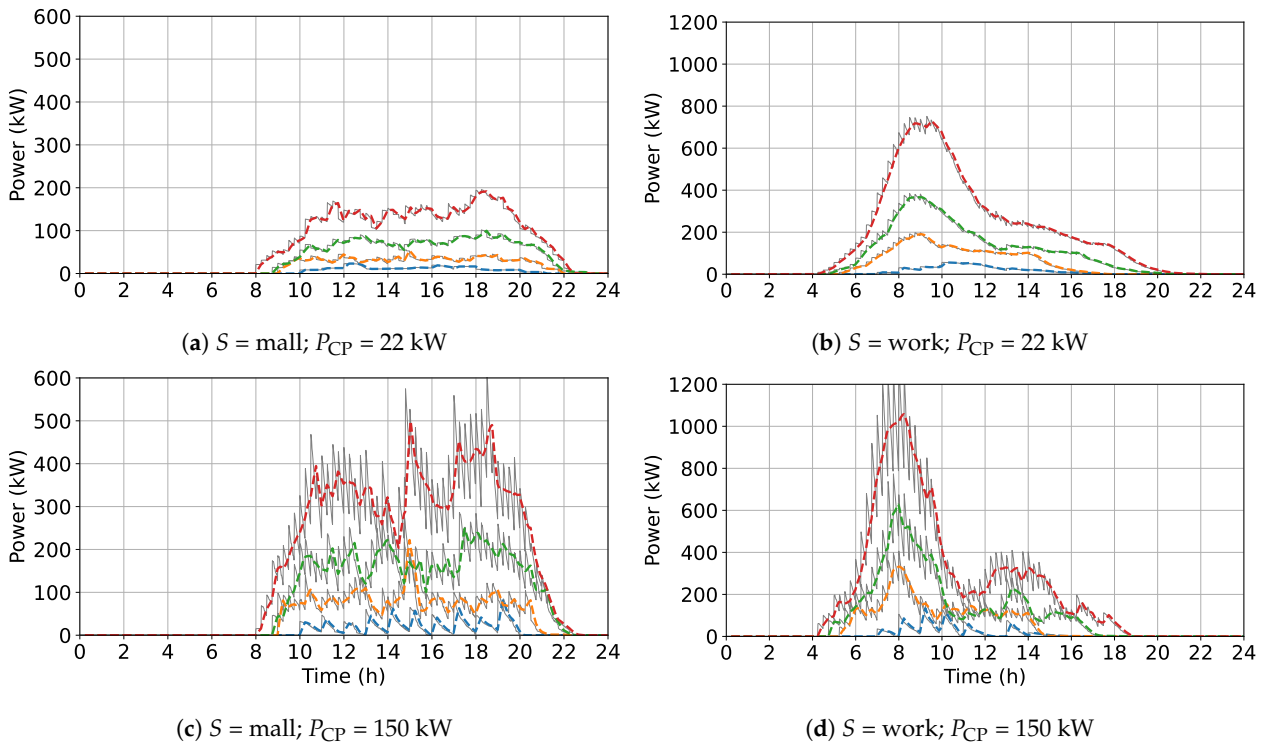 600
500
400
300
200
100
0
Power (kW)
0 2 4 6 8 10 12 14 16 18 20 22 24
(a) S = mall; P_CP = 22 kW
1200
1000
800
600
400
200
0
Power (kW)
0 2 4 6 8 10 12 14 16 18 20 22 24
(b) S = work; P_CP = 22 kW
600
500
400
300
200
100
0
Power (kW)
0 2 4 6 8 10 12 14 16 18 20 22 24
Time (h)
(c) S = mall; P_CP = 150 kW
1200
1000
800
600
400
200
0
Power (kW)
0 2 4 6 8 10 12 14 16 18 20 22 24
Time (h)
(d) S = work; P_CP = 150 kW